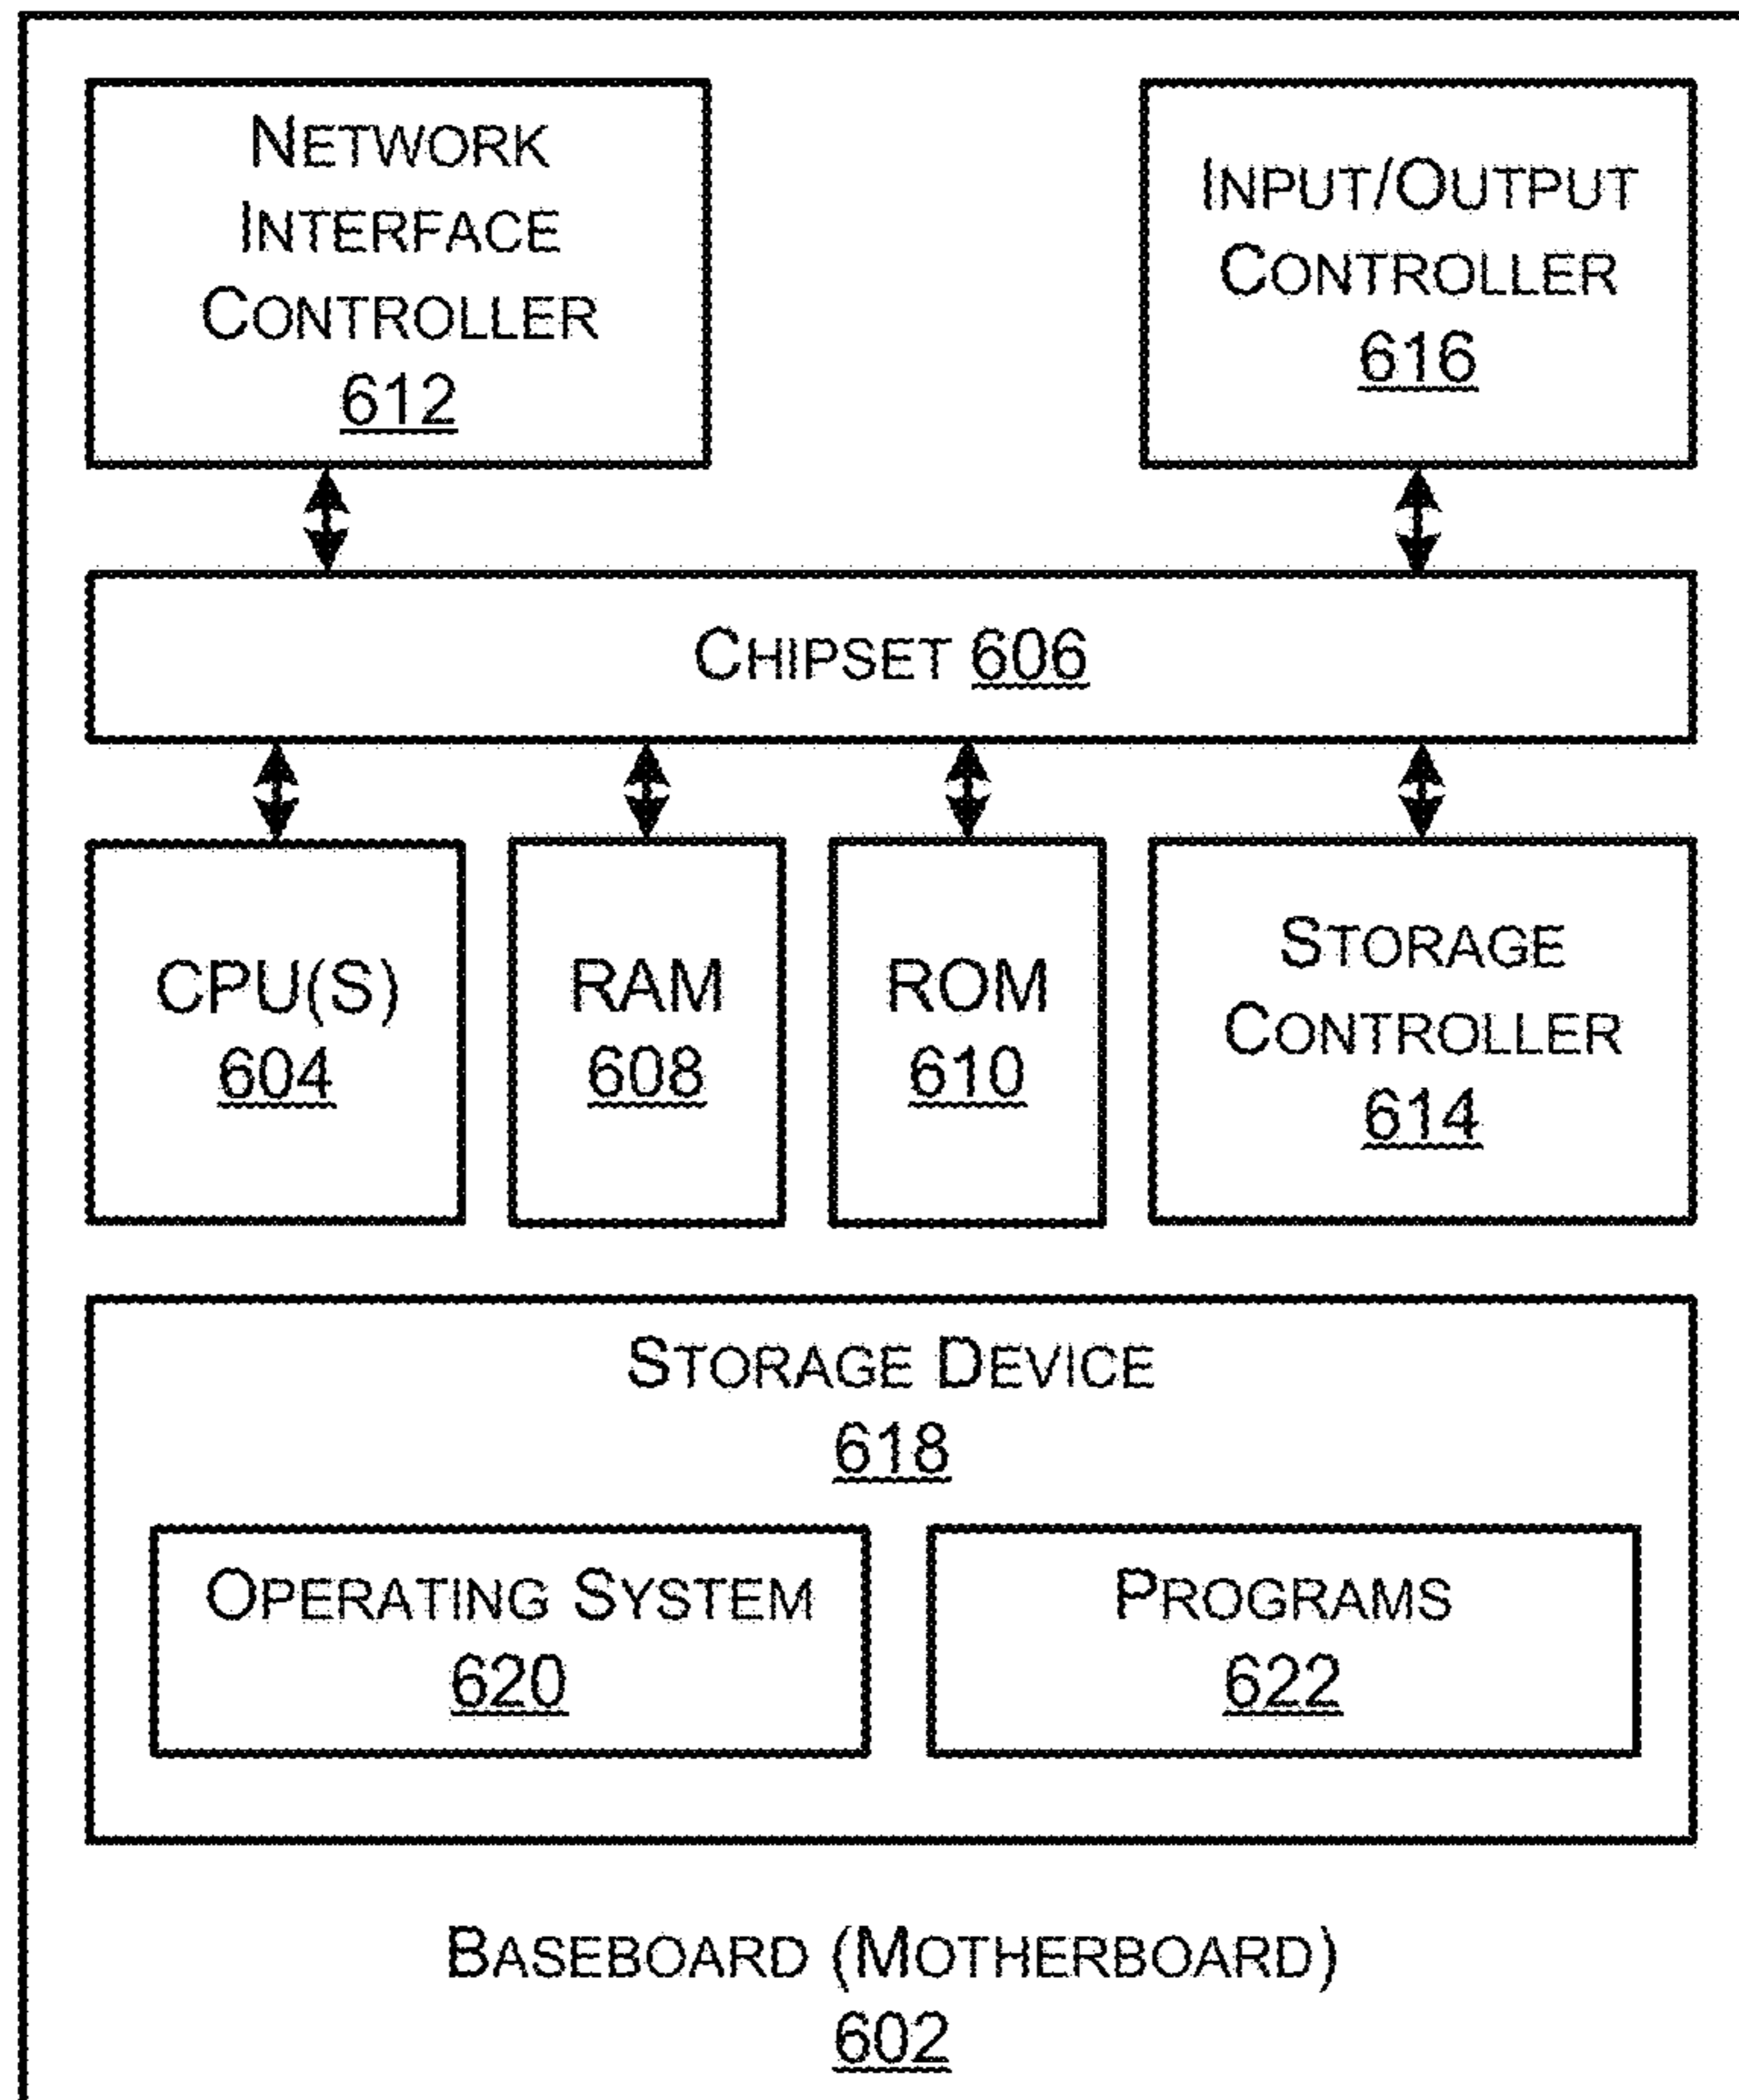 NETWORK
INTERFACE
CONTROLLER
612
INPUT/OUTPUT
CONTROLLER
616
CHIPSET 606
CPU(S)
604
RAM
608
ROM
610
STORAGE
CONTROLLER
614
STORAGE DEVICE
618
OPERATING SYSTEM
620
PROGRAMS
622
BASEBOARD (MOTHERBOARD)
602